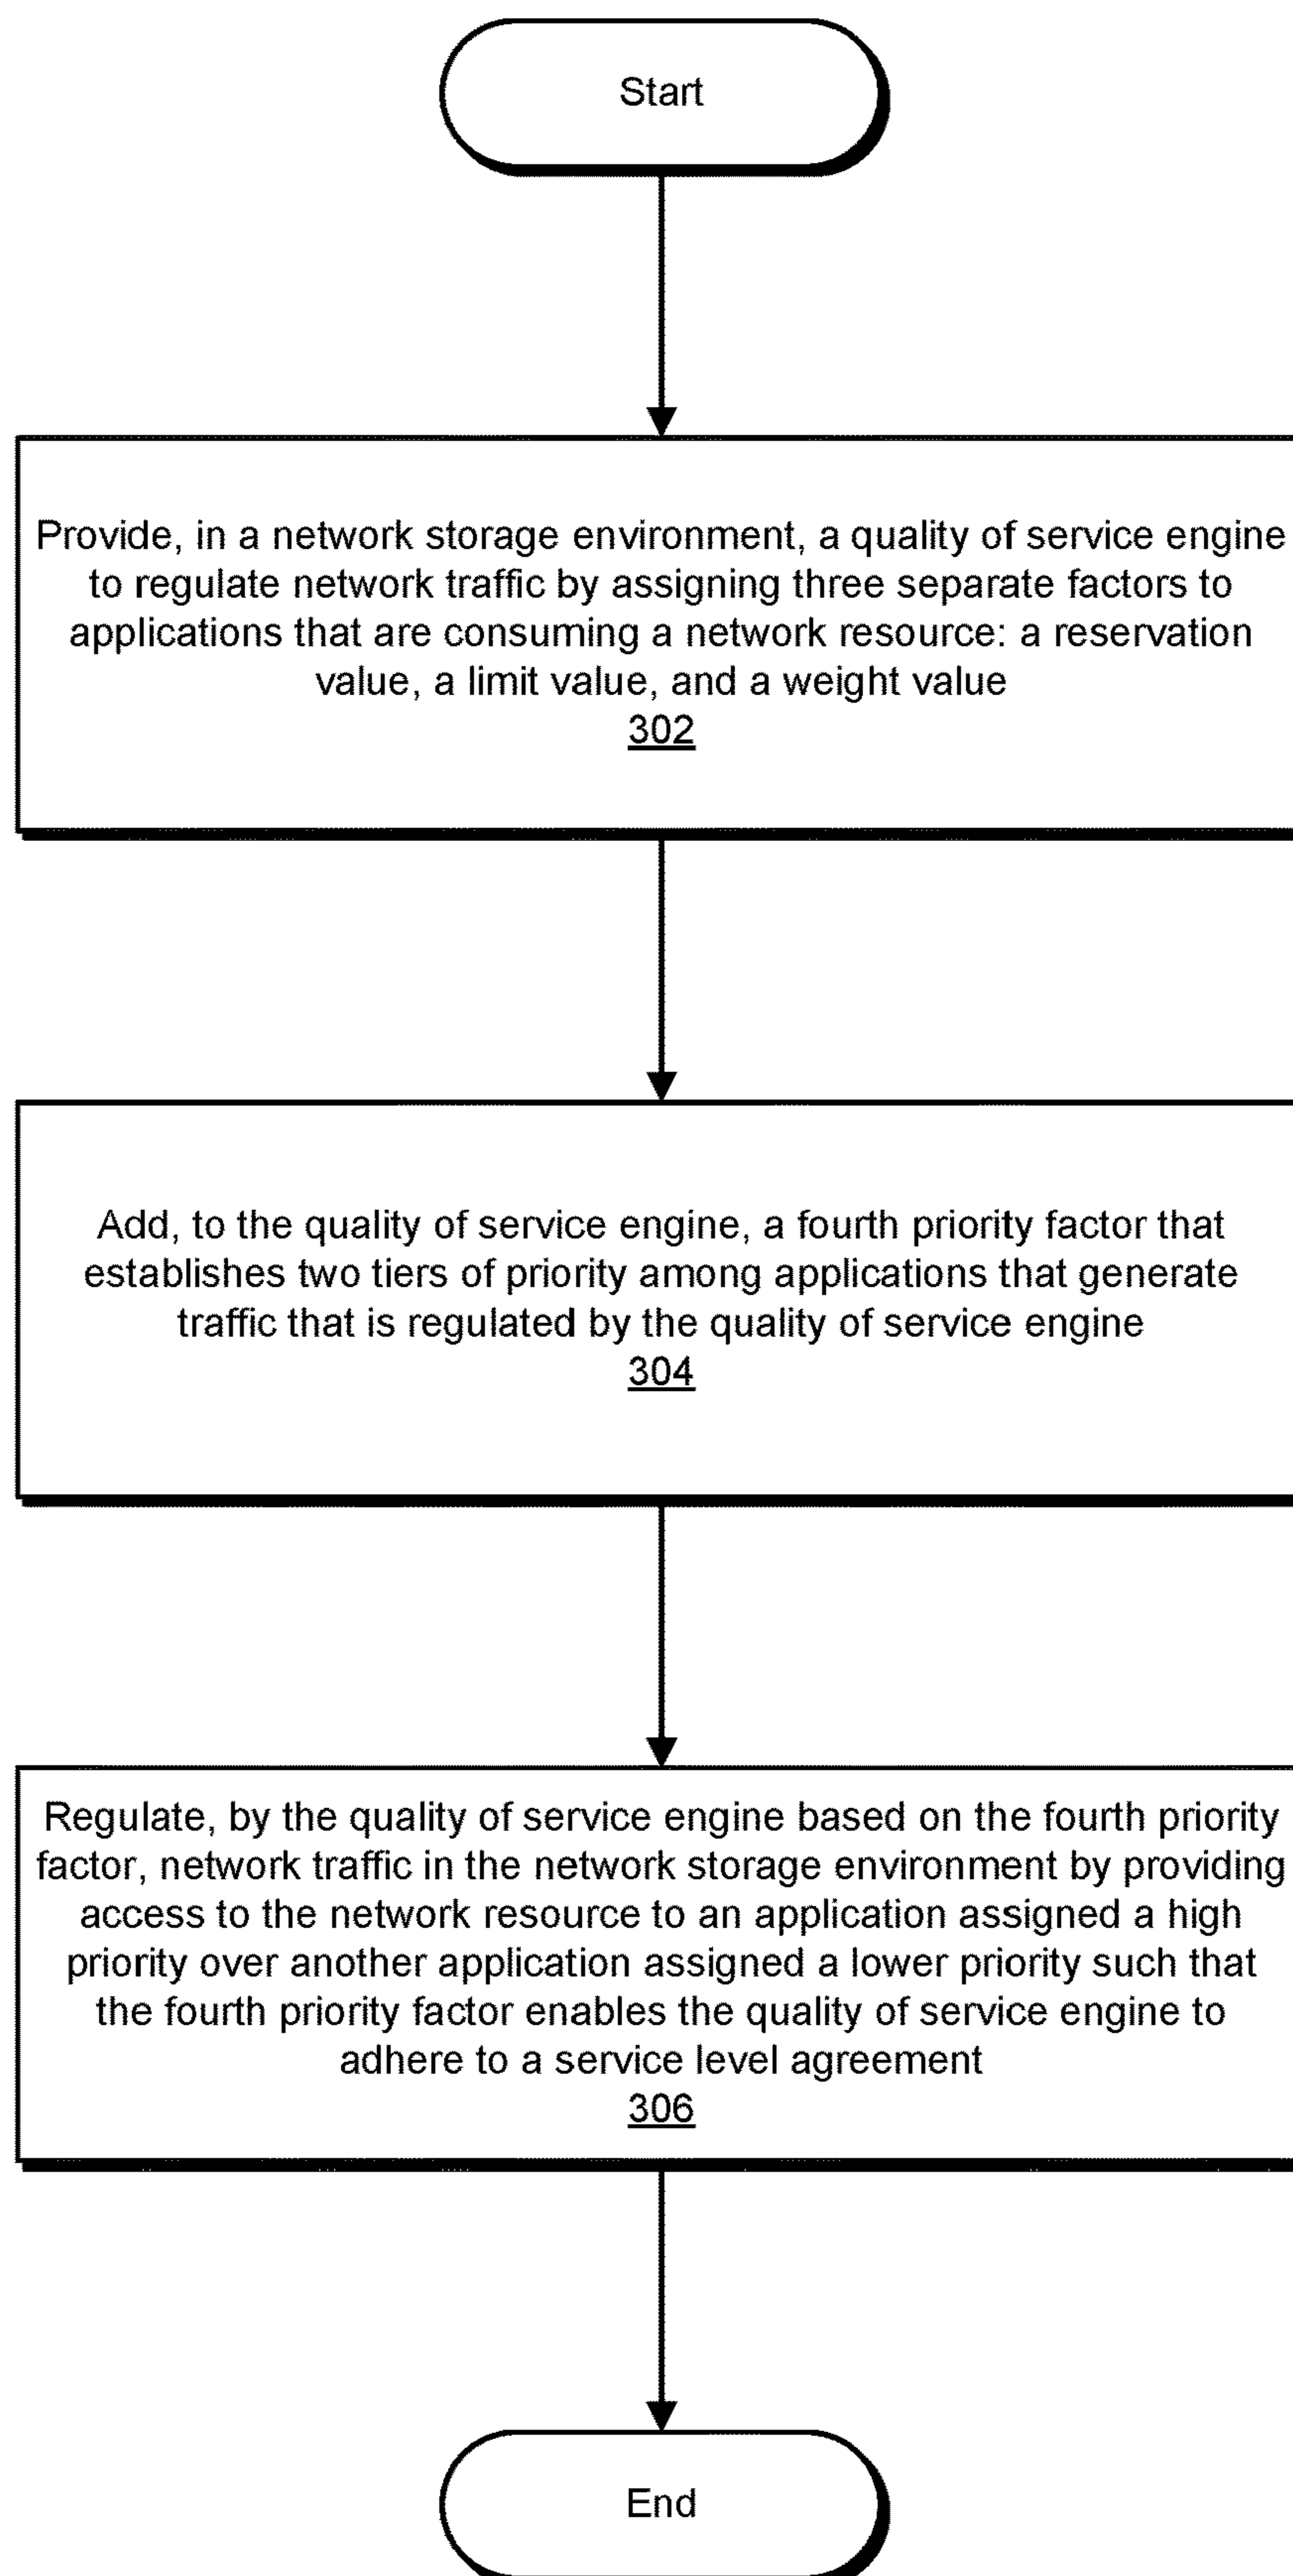 Start
Provide, in a network storage environment, a quality of service engine
to regulate network traffic by assigning three separate factors to
applications that are consuming a network resource: a reservation
value, a limit value, and a weight value
302
Add, to the quality of service engine, a fourth priority factor that
establishes two tiers of priority among applications that generate
traffic that is regulated by the quality of service engine
304
Regulate, by the quality of service engine based on the fourth priority
factor, network traffic in the network storage environment by providing
access to the network resource to an application assigned a high
priority over another application assigned a lower priority such that
the fourth priority factor enables the quality of service engine to
adhere to a service level agreement
306
End